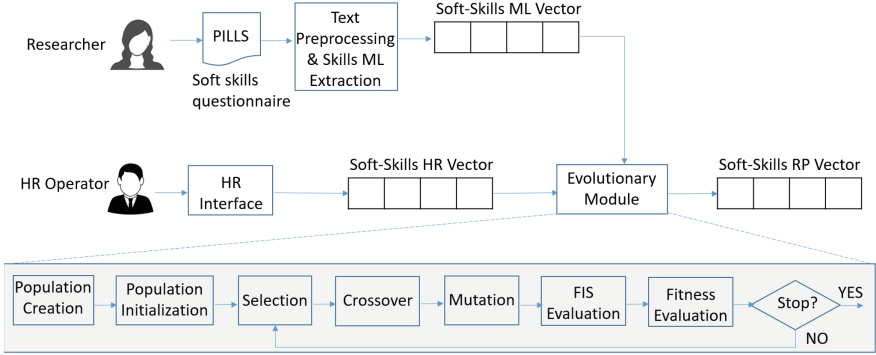 Soft-Skills ML Vector
Researcher
PILLS
Text
Preprocessing
& Skills ML
Extraction
Soft skills
questionnaire
HR Operator
HR
Interface
Soft-Skills HR Vector
Evolutionary
Module
Soft-Skills RP Vector
Population
Creation
Population
Initialization
Selection
Crossover
Mutation
FIS
Evaluation
Fitness
Evaluation
Stop?
YES
NO